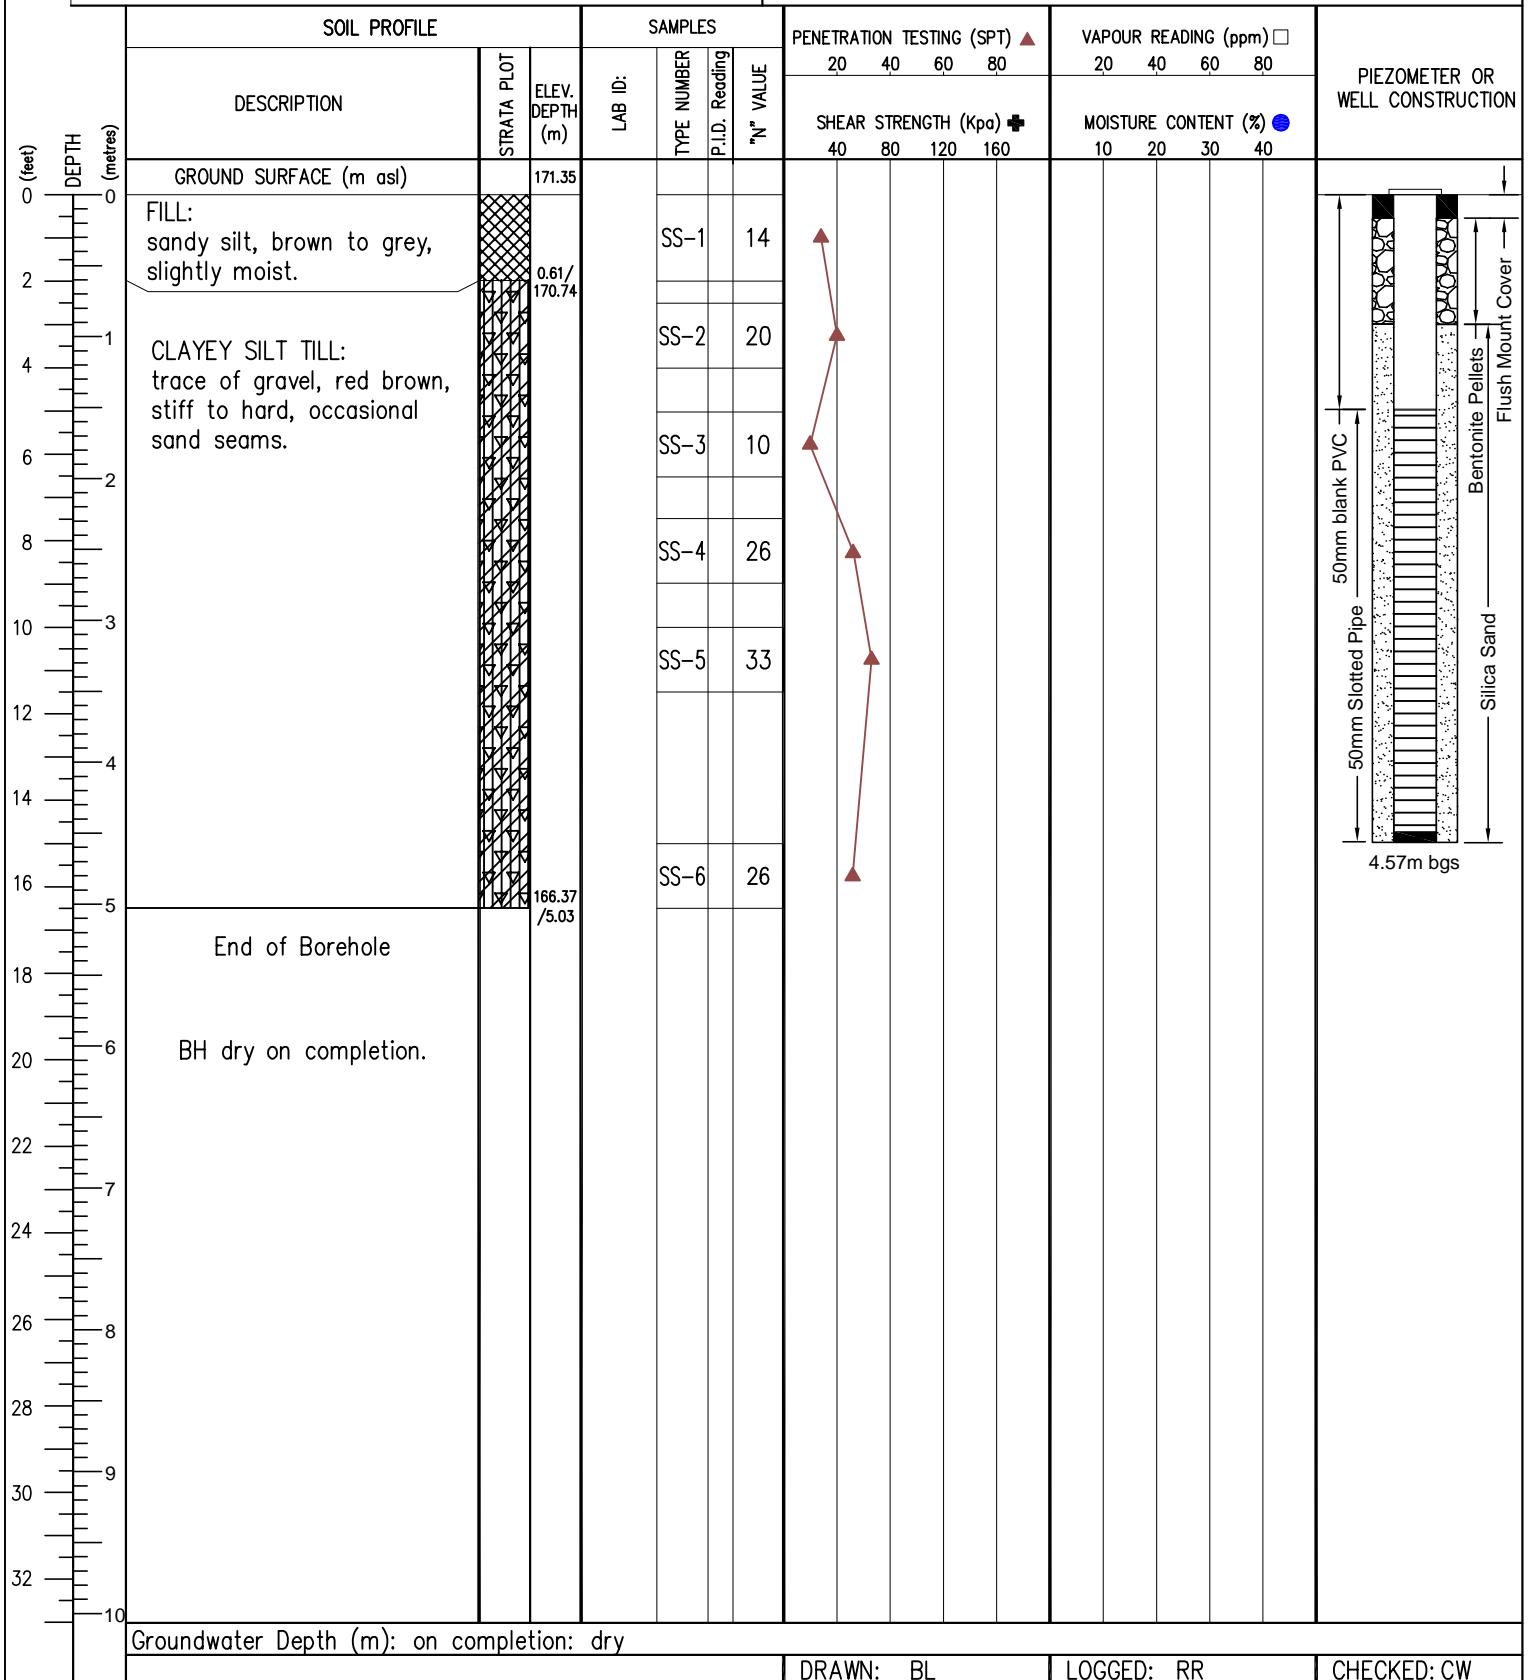 SOIL PROFILE
SAMPLES
PENETRATION TESTING (SPT)
20 40 60 80
SHEAR STRENGTH (Kpa)
40 80 120 160
VAPOUR READING (ppm)
20 40 60 80
MOISTURE CONTENT (%)
10 20 30 40
PIEZOMETER OR
WELL CONSTRUCTION
DEPTH
(feet)
(metres)
DESCRIPTION
STRATA PLOT
ELEV.
DEPTH
(m)
LAB ID:
TYPE NUMBER
P.I.D. Reading
"N" VALUE
GROUND SURFACE (m asl)
171.35
FILL:
sandy silt, brown to grey,
slightly moist.
0.61/
170.74
CLAYEY SILT TILL:
trace of gravel, red brown,
stiff to hard, occasional
sand seams.
166.37
/5.03
End of Borehole
BH dry on completion.
SS-1 14
SS-2 20
SS-3 10
SS-4 26
SS-5 33
SS-6 26
0
2
4
6
8
10
12
14
16
18
20
22
24
26
28
30
32
0
1
2
3
4
5
6
7
8
9
10
50mm blank PVC
50mm Slotted Pipe
Bentonite Pellets
Silica Sand
Flush Mount Cover
4.57m bgs
Groundwater Depth (m): on completion: dry
DRAWN: BL
LOGGED: RR
CHECKED: CW